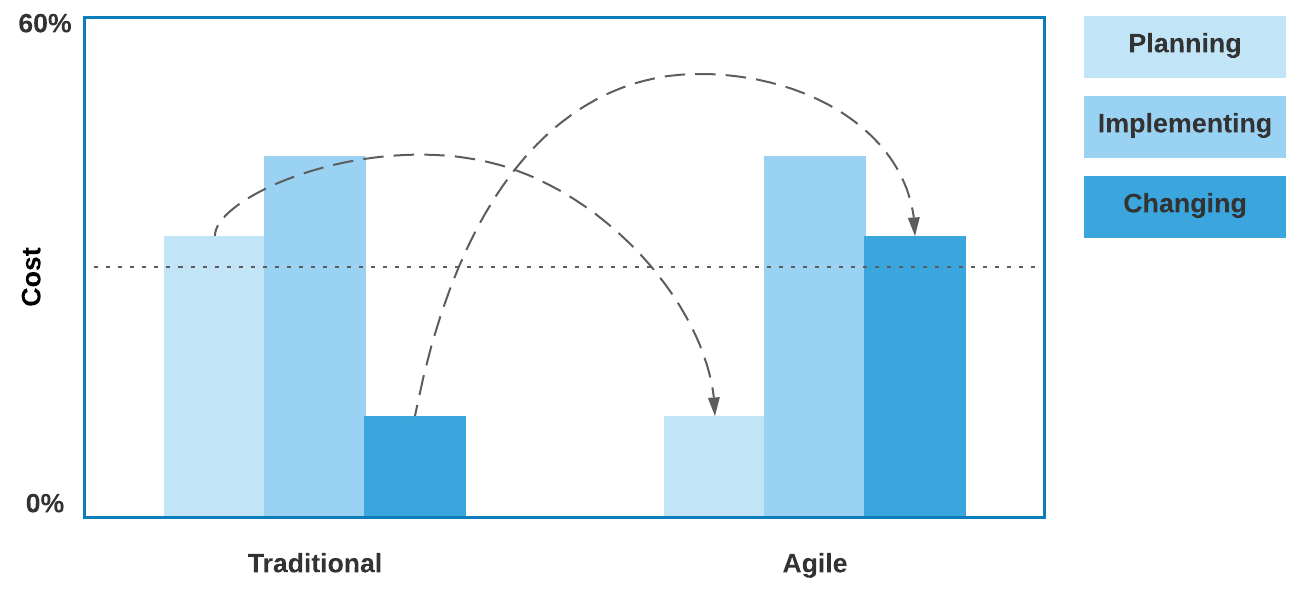 60%
Cost
0%
Traditional
Agile
Planning
Implementing
Changing